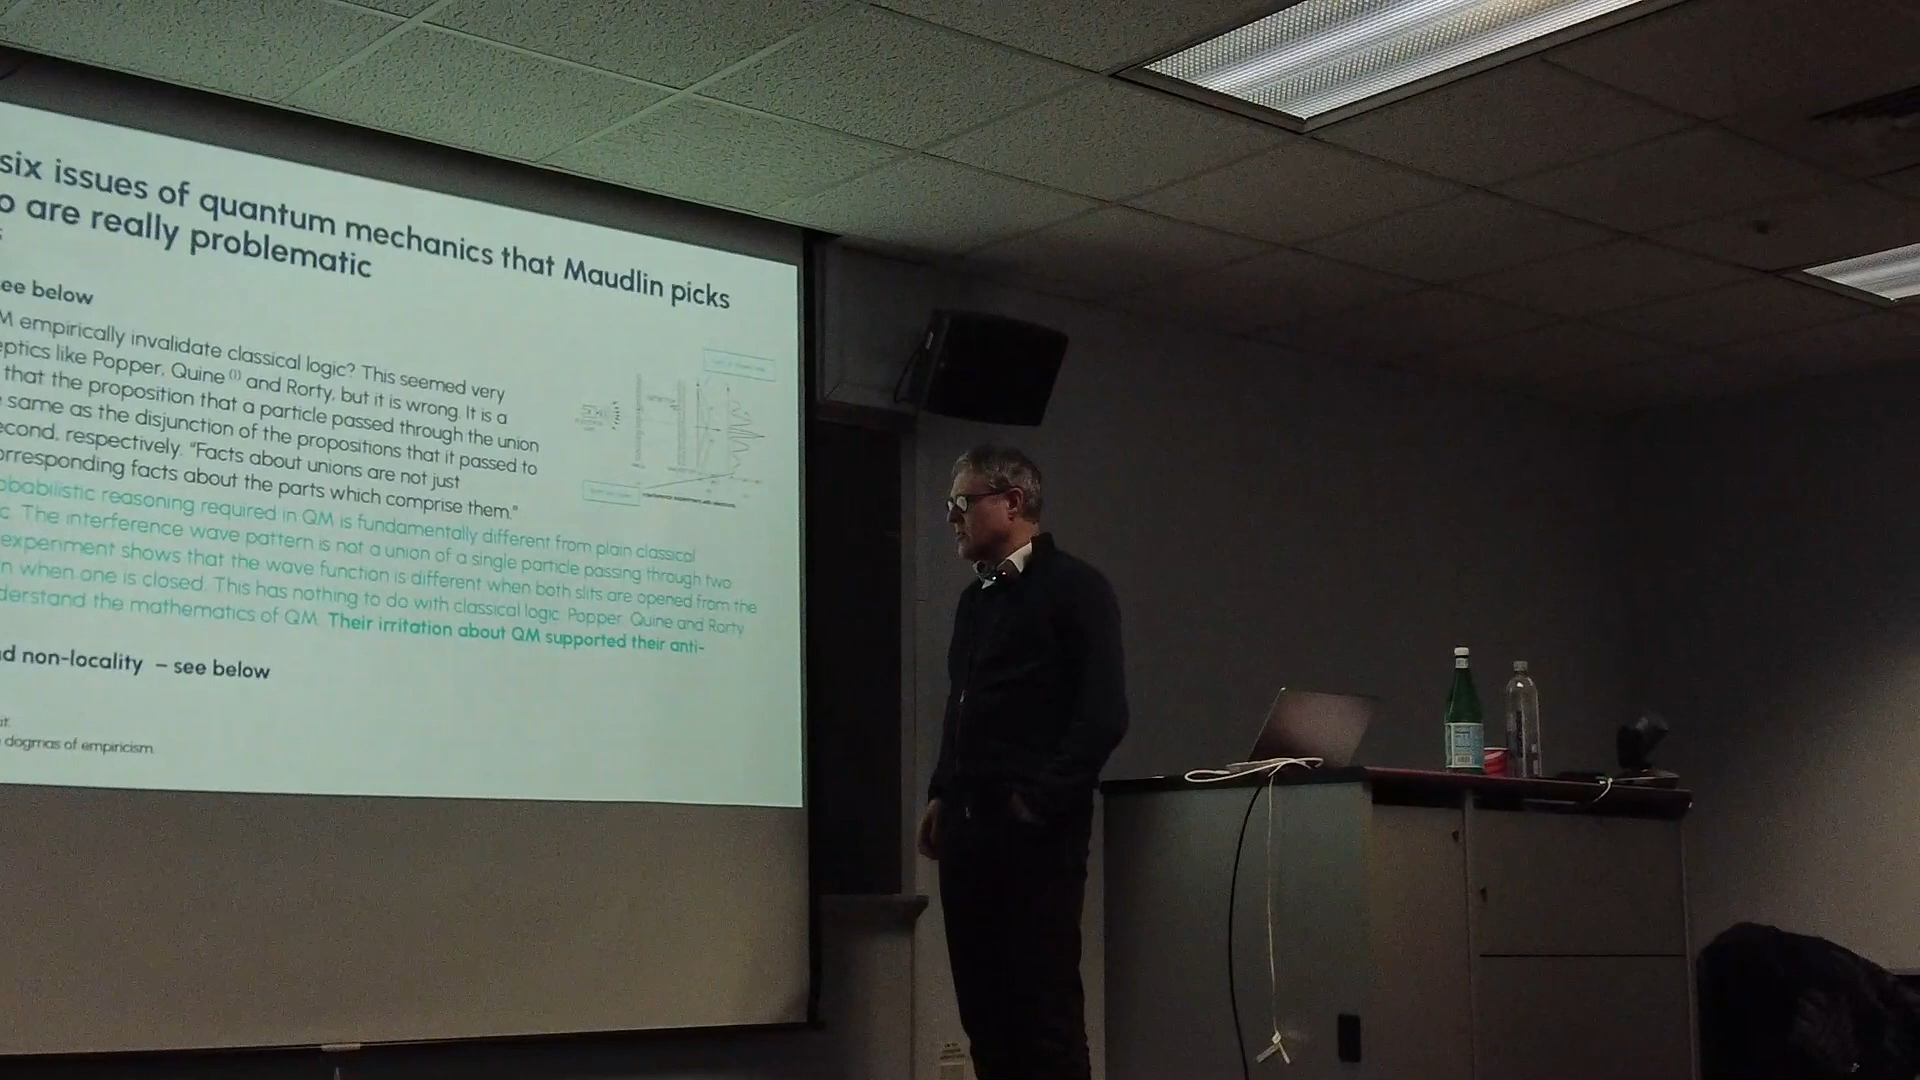 six issues of quantum mechanics that Maudlin picks
o are really problematic
ee below
M empirically invalidate classical logic? This seemed very
eptics like Popper, Quine (1) and Rorty, but it is wrong. It is a
that the proposition that a particle passed through the union
same as the disjunction of the propositions that it passed to
econd, respectively. "Facts about unions are not just
orresponding facts about the parts which comprise them."
obabilistic reasoning required in QM is fundamentally different from plain classical
c. The interference wave pattern is not a union of a single particle passing through two
experiment shows that the wave function is different when both slits are opened from the
n when one is closed. This has nothing to do with classical logic. Popper, Quine and Rorty
derstand the mathematics of QM. Their irritation about QM supported their anti-
d non-locality – see below
dogmas of empiricism.